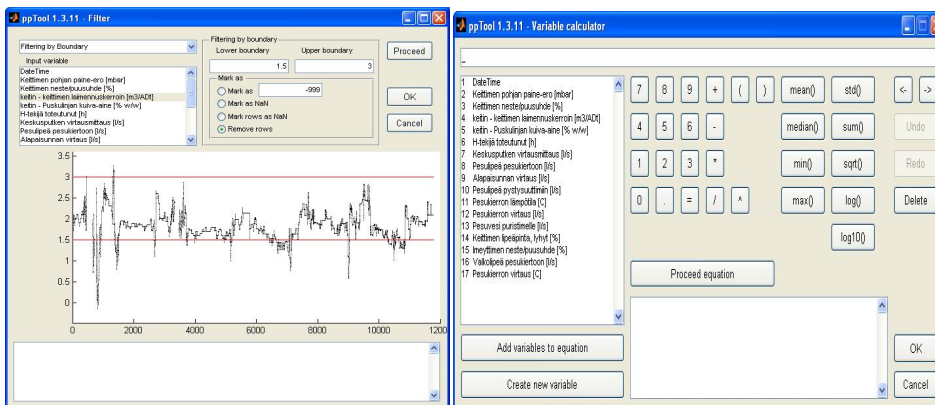 ppTool 1.3.11 - Filter
Filtering by Boundary
Input variable
DateTime
Keittimen pohjan paine-ero [mbar]
Keittimen neste/puusuhde [%]
keitin - keittimen laimennuskerroin [m3/ADt]
keitin - Puskulinjan kuiva-aine [% w/w]
H-tekijä toteutunut [h]
Keskusputken virtausmittaus [l/s]
Pesulipeä pesukiertoon [l/s]
Alapaisunnan virtaus [l/s]
Filtering by boundary
Lower boundary
Upper boundary
1.5
3
Mark as
Mark as
-999
Mark as NaN
Mark rows as NaN
Remove rows
Proceed
OK
Cancel
3.5
3
2.5
2
1.5
1
0.5
0
0 2000 4000 6000 8000 10000 1200
ppTool 1.3.11 - Variable calculator
_
1 DateTime
2 Keittimen pohjan paine-ero [mbar]
3 Keittimen neste/puusuhde [%]
4 keitin - keittimen laimennuskerroin [m3/ADt]
5 keitin - Puskulinjan kuiva-aine [% w/w]
6 H-tekijä toteutunut [h]
7 Keskusputken virtausmittaus [l/s]
8 Pesulipeä pesukiertoon [l/s]
9 Alapaisunnan virtaus [l/s]
10 Pesulipeä pystysuuttimiin [l/s]
11 Pesukierron lämpötila [C]
12 Pesukierron virtaus [l/s]
13 Pesuvesi puristimelle [l/s]
14 Keittimen lipeäpinta, lyhyt [%]
15 Imeyttimen neste/puusuhde [%]
16 Valkolipeä pesukiertoon [l/s]
17 Pesukierron virtaus [C]
7 8 9 + ( ) mean() std() <- ->
4 5 6 - median() sum() Undo
1 2 3 * min() sqrt() Redo
0 . = / ^ max() log() Delete
log10()
Proceed equation
Add variables to equation
Create new variable
OK
Cancel